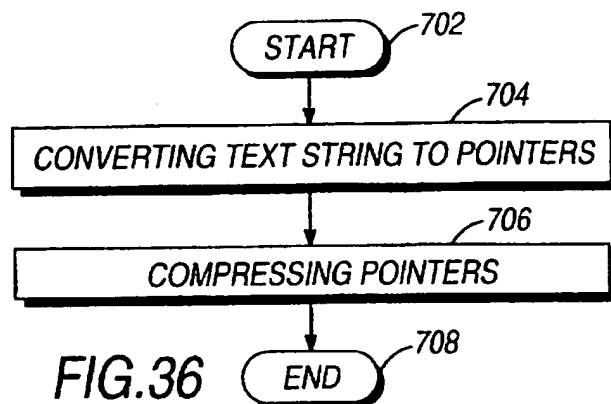 START
702
704
CONVERTING TEXT STRING TO POINTERS
706
COMPRESSING POINTERS
708
FIG.36
END